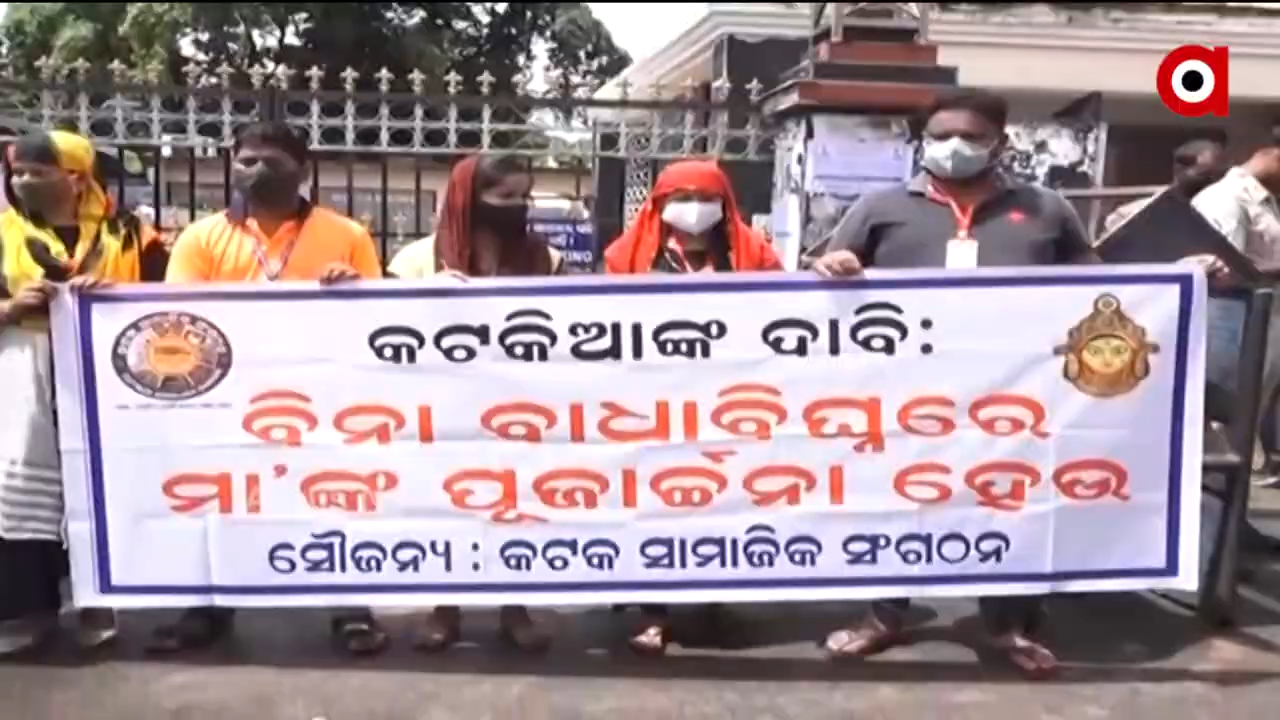 କଟକିଆଙ୍କ ଦାବି:
ବିନା ବାଧାବିଘ୍ନରେ
ମା'ଙ୍କ ପୂଜାର୍ଚ୍ଚନା ହେଉ
ସୌଜନ୍ୟ : କଟକ ସାମାଜିକ ସଂଗଠନ